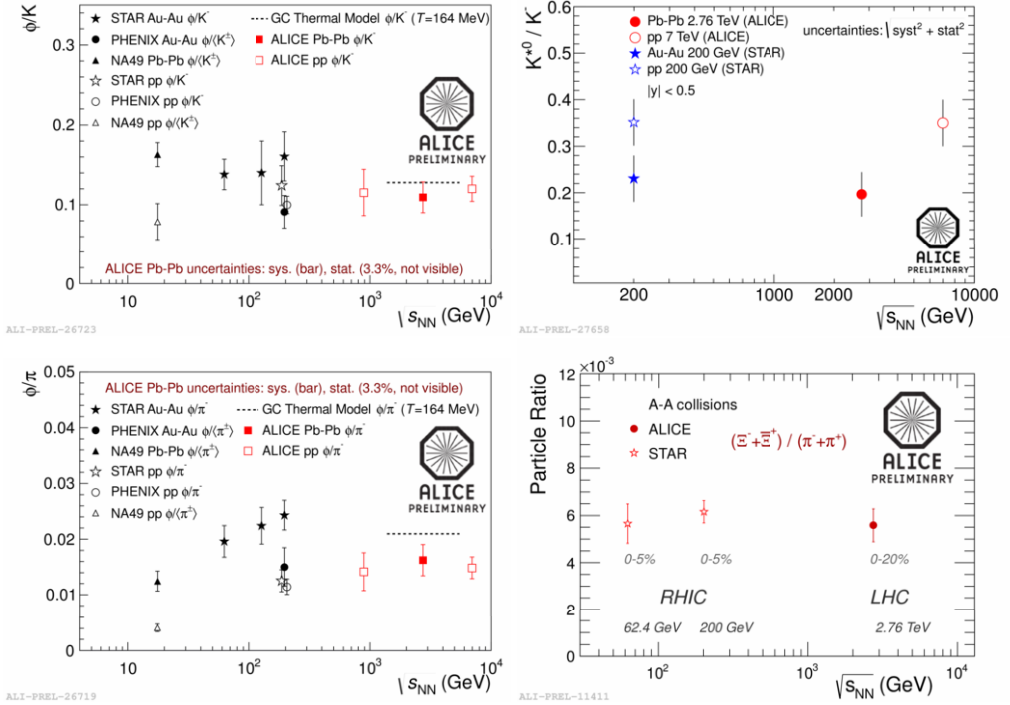 φ/K
0.3
0.2
0.1
0
STAR Au-Au φ/K⁻
PHENIX Au-Au φ/⟨K±⟩
NA49 Pb-Pb φ/⟨K±⟩
STAR pp φ/K⁻
PHENIX pp φ/K⁻
NA49 pp φ/⟨K±⟩
GC Thermal Model φ/K⁻ (T=164 MeV)
ALICE Pb-Pb φ/K⁻
ALICE pp φ/K⁻
ALICE
PRELIMINARY
ALICE Pb-Pb uncertainties: sys. (bar), stat. (3.3%, not visible)
10 10² 10³ 10⁴
√sNN (GeV)
ALI-PREL-26723
K*⁰ / K⁻
0.6
0.5
0.4
0.3
0.2
0.1
Pb-Pb 2.76 TeV (ALICE)
pp 7 TeV (ALICE)
Au-Au 200 GeV (STAR)
pp 200 GeV (STAR)
|y| < 0.5
uncertainties: √syst² + stat²
ALICE
PRELIMINARY
200 1000 2000 10000
√sNN (GeV)
ALI-PREL-27658
φ/π
0.05
0.04
0.03
0.02
0.01
0
ALICE Pb-Pb uncertainties: sys. (bar), stat. (3.3%, not visible)
STAR Au-Au φ/π⁻
PHENIX Au-Au φ/⟨π±⟩
NA49 Pb-Pb φ/⟨π±⟩
STAR pp φ/π⁻
PHENIX pp φ/π⁻
NA49 pp φ/⟨π±⟩
GC Thermal Model φ/π⁻ (T=164 MeV)
ALICE Pb-Pb φ/π⁻
ALICE pp φ/π⁻
ALICE
PRELIMINARY
10 10² 10³ 10⁴
√sNN (GeV)
ALI-PREL-26719
Particle Ratio
×10⁻³
12
10
8
6
4
2
0
A-A collisions
ALICE
STAR
(Ξ⁻+Ξ̅⁺) / (π⁻+π⁺)
ALICE
PRELIMINARY
0-5% 0-5% 0-20%
RHIC LHC
62.4 GeV 200 GeV 2.76 TeV
10² 10³ 10⁴
√sNN (GeV)
ALI-PREL-11411